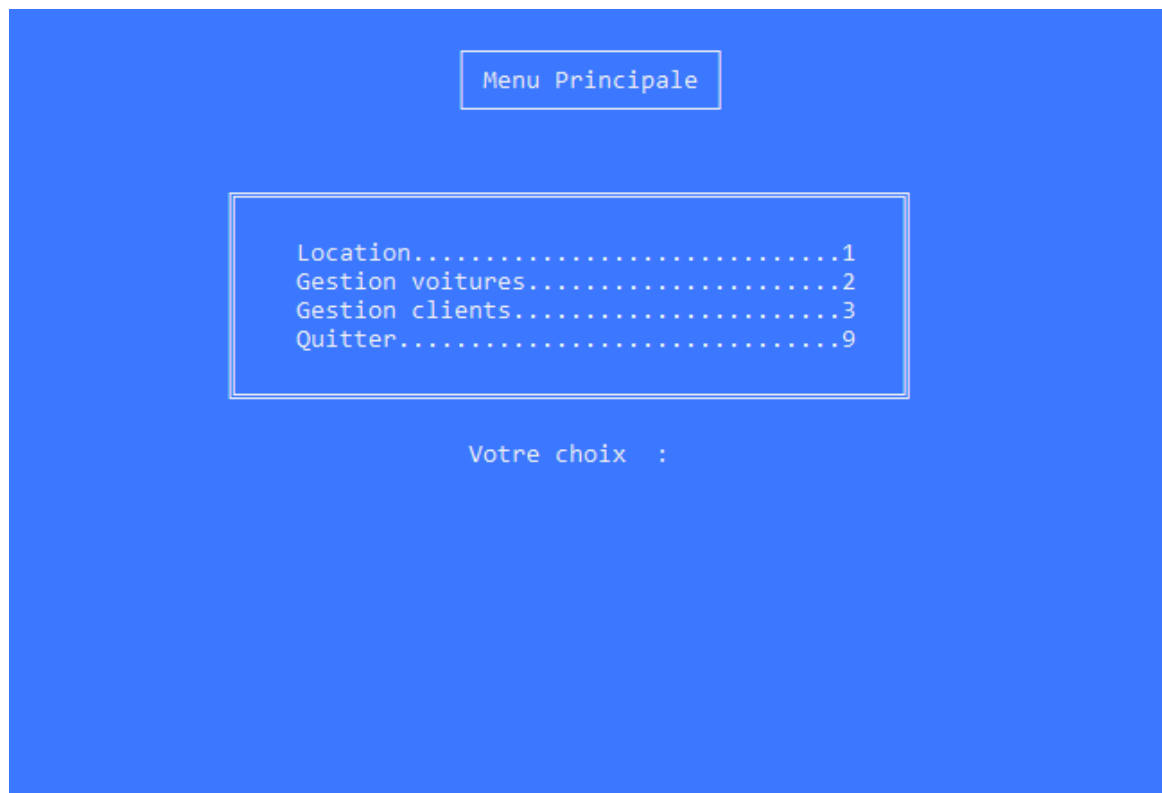 Menu Principale
Location..............................1
Gestion voitures......................2
Gestion clients.......................3
Quitter...............................9
Votre choix  :